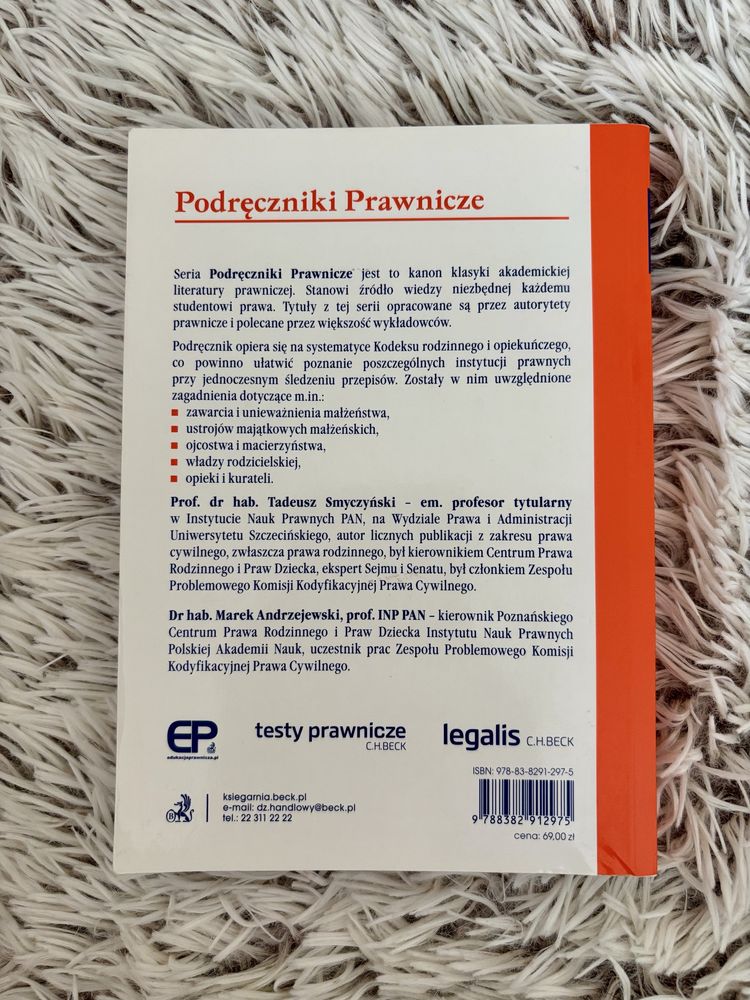 Podręczniki Prawnicze
Seria Podręczniki Prawnicze® jest to kanon klasyki akademickiej
literatury prawniczej. Stanowi źródło wiedzy niezbędnej każdemu
studentowi prawa. Tytuły z tej serii opracowane są przez autorytety
prawnicze i polecane przez większość wykładowców.
Podręcznik opiera się na systematyce Kodeksu rodzinnego i opiekuńczego,
co powinno ułatwić poznanie poszczególnych instytucji prawnych
przy jednoczesnym śledzeniu przepisów. Zostały w nim uwzględnione
zagadnienia dotyczące m.in.:
■ zawarcia i unieważnienia małżeństwa,
■ ustrojów majątkowych małżeńskich,
■ ojcostwa i macierzyństwa,
■ władzy rodzicielskiej,
■ opieki i kurateli.
Prof. dr hab. Tadeusz Smyczyński – em. profesor tytularny
w Instytucie Nauk Prawnych PAN, na Wydziale Prawa i Administracji
Uniwersytetu Szczecińskiego, autor licznych publikacji z zakresu prawa
cywilnego, zwłaszcza prawa rodzinnego, był kierownikiem Centrum Prawa
Rodzinnego i Praw Dziecka, ekspert Sejmu i Senatu, był członkiem Zespołu
Problemowego Komisji Kodyfikacyjnej Prawa Cywilnego.
Dr hab. Marek Andrzejewski, prof. INP PAN – kierownik Poznańskiego
Centrum Prawa Rodzinnego i Praw Dziecka Instytutu Nauk Prawnych
Polskiej Akademii Nauk, uczestnik prac Zespołu Problemowego Komisji
Kodyfikacyjnej Prawa Cywilnego.
EP
edukacjaprawnicza.pl
testy prawnicze
C.H.BECK
legalis C.H.BECK
ISBN: 978-83-8291-297-5
9 788382 912975
cena: 69,00 zł
B
ksiegarnia.beck.pl
e-mail: dz.handlowy@beck.pl
tel.: 22 311 22 22